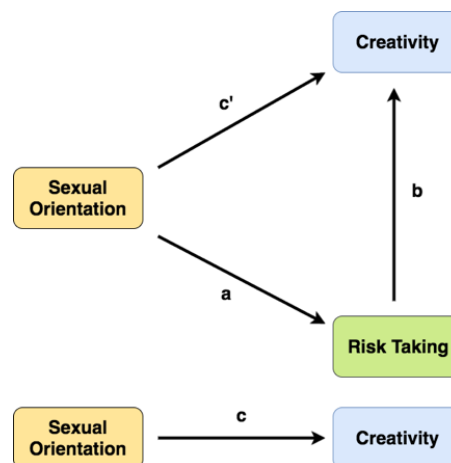 Creativity
c'
Sexual
Orientation
b
a
Risk Taking
Sexual
Orientation
c
Creativity